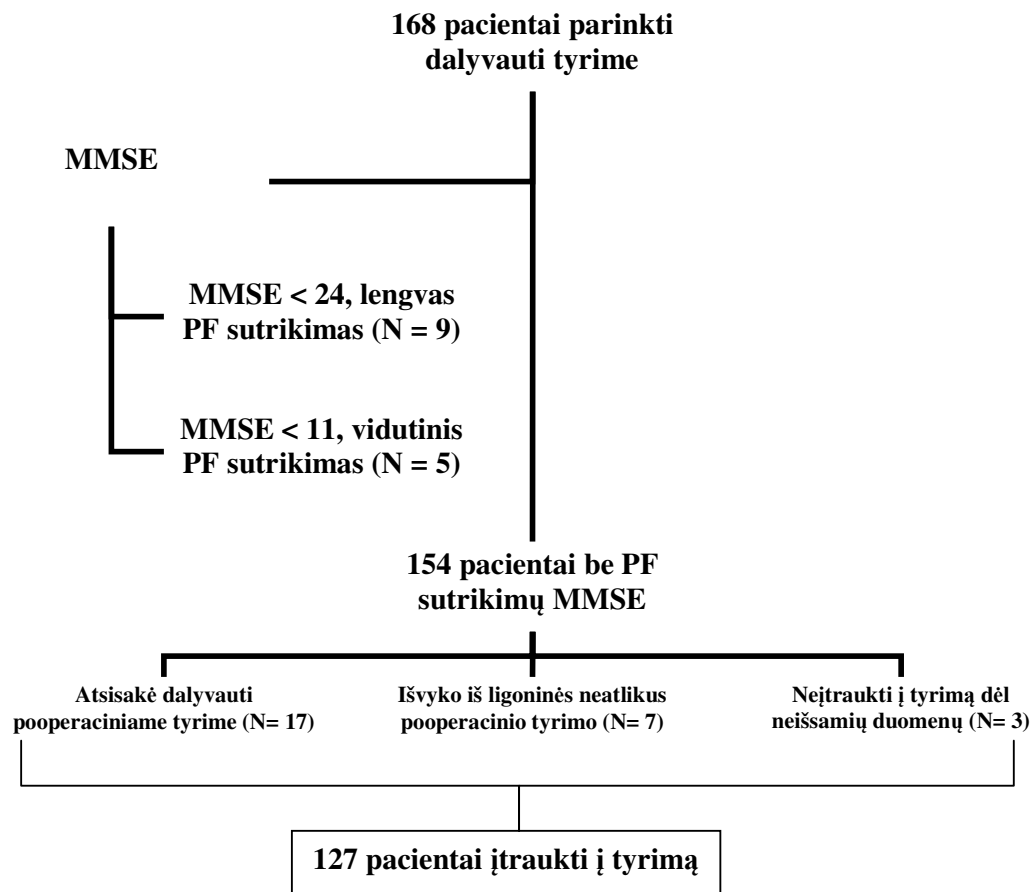 168 pacientai parinkti
dalyvauti tyrime
MMSE
MMSE < 24, lengvas
PF sutrikimas (N = 9)
MMSE < 11, vidutinis
PF sutrikimas (N = 5)
154 pacientai be PF
sutrikimų MMSE
Atsisakė dalyvauti
pooperaciniame tyrime (N= 17)
Išvyko iš ligoninės neatlikus
pooperacinio tyrimo (N= 7)
Neįtraukti į tyrimą dėl
neišsamių duomenų (N= 3)
127 pacientai įtraukti į tyrimą